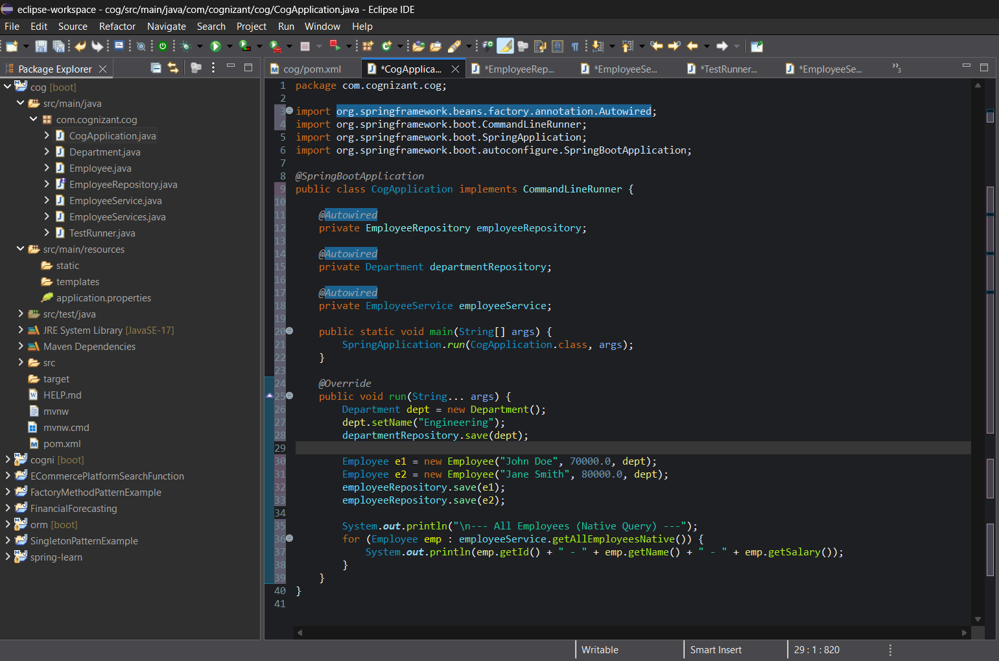 eclipse-workspace - cog/src/main/java/com/cognizant/cog/CogApplication.java - Eclipse IDE
File Edit Source Refactor Navigate Search Project Run Window Help
Package Explorer
cog [boot]
src/main/java
com.cognizant.cog
CogApplication.java
Department.java
Employee.java
EmployeeRepository.java
EmployeeService.java
EmployeeServices.java
TestRunner.java
src/main/resources
static
templates
application.properties
src/test/java
JRE System Library [JavaSE-17]
Maven Dependencies
src
target
HELP.md
mvnw
mvnw.cmd
pom.xml
cogni [boot]
ECommercePlatformSearchFunction
FactoryMethodPatternExample
FinancialForecasting
orm [boot]
SingletonPatternExample
spring-learn
cog/pom.xml *CogApplica... *EmployeeRep... *EmployeeSe... *TestRunner... *EmployeeSe... »3
1 package com.cognizant.cog;
2
3 import org.springframework.beans.factory.annotation.Autowired;
4 import org.springframework.boot.CommandLineRunner;
5 import org.springframework.boot.SpringApplication;
6 import org.springframework.boot.autoconfigure.SpringBootApplication;
7
8 @SpringBootApplication
9 public class CogApplication implements CommandLineRunner {
10
11 @Autowired
12 private EmployeeRepository employeeRepository;
13
14 @Autowired
15 private Department departmentRepository;
16
17 @Autowired
18 private EmployeeService employeeService;
19
20 public static void main(String[] args) {
21 SpringApplication.run(CogApplication.class, args);
22 }
23
24 @Override
25 public void run(String... args) {
26 Department dept = new Department();
27 dept.setName("Engineering");
28 departmentRepository.save(dept);
29
30 Employee e1 = new Employee("John Doe", 70000.0, dept);
31 Employee e2 = new Employee("Jane Smith", 80000.0, dept);
32 employeeRepository.save(e1);
33 employeeRepository.save(e2);
34
35 System.out.println("\n--- All Employees (Native Query) ---");
36 for (Employee emp : employeeService.getAllEmployeesNative()) {
37 System.out.println(emp.getId() + " - " + emp.getName() + " - " + emp.getSalary());
38 }
39 }
40 }
41
Writable Smart Insert 29 : 1 : 820